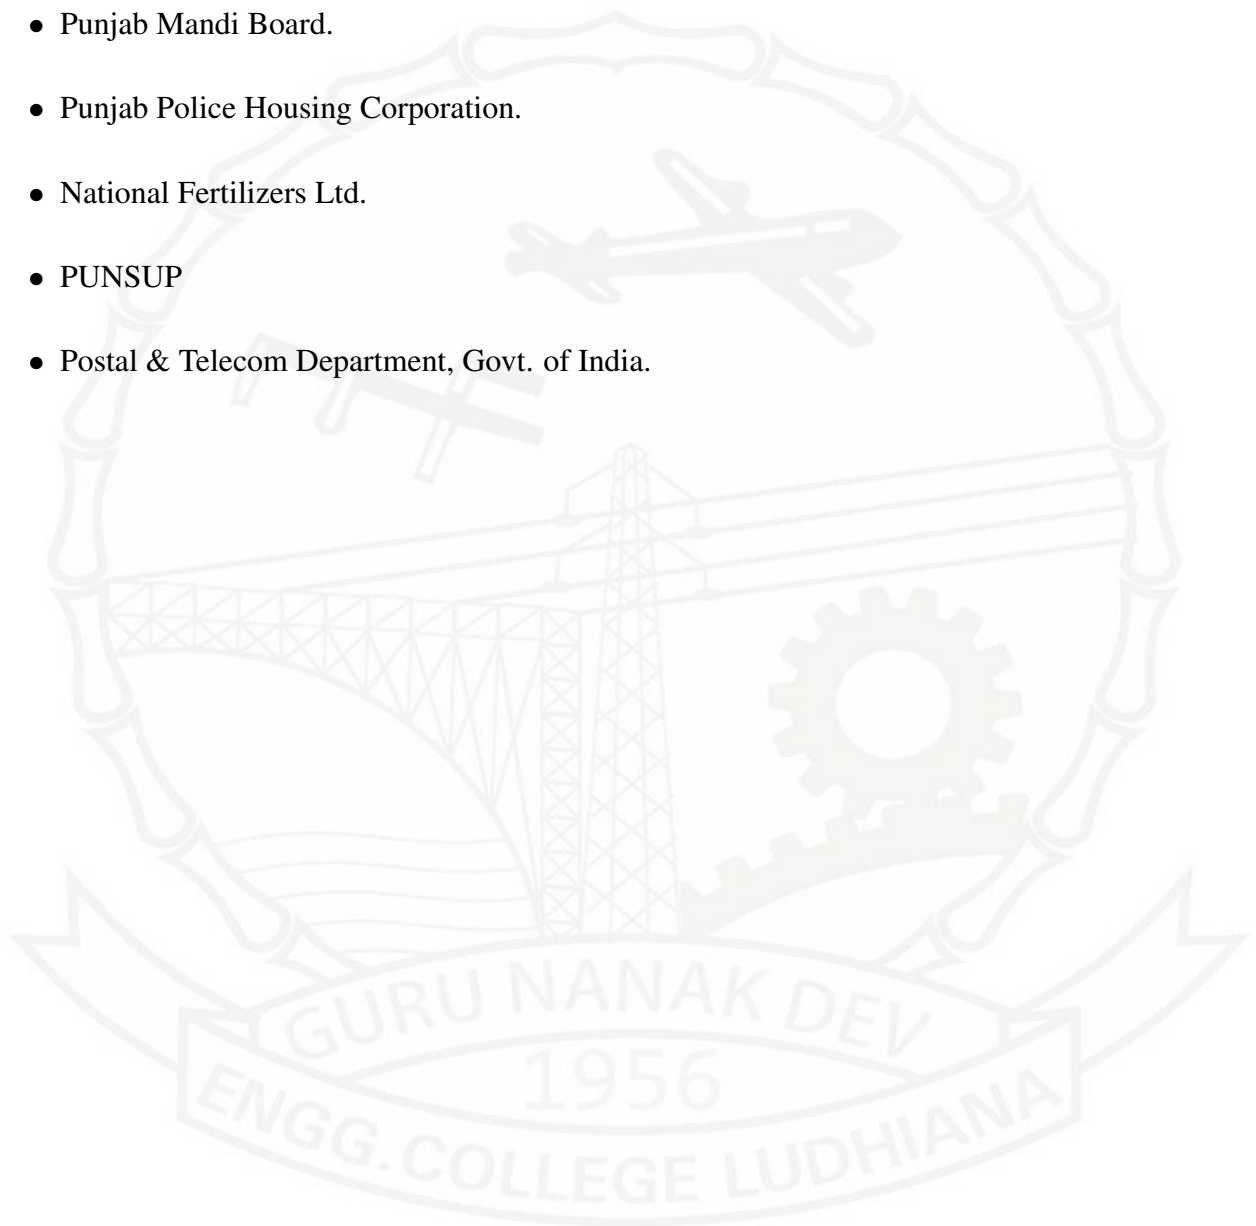 • Punjab Mandi Board.
• Punjab Police Housing Corporation.
• National Fertilizers Ltd.
• PUNSUP
• Postal & Telecom Department, Govt. of India.
GURU NANAK DEV
1956
ENGG. COLLEGE LUDHIANA